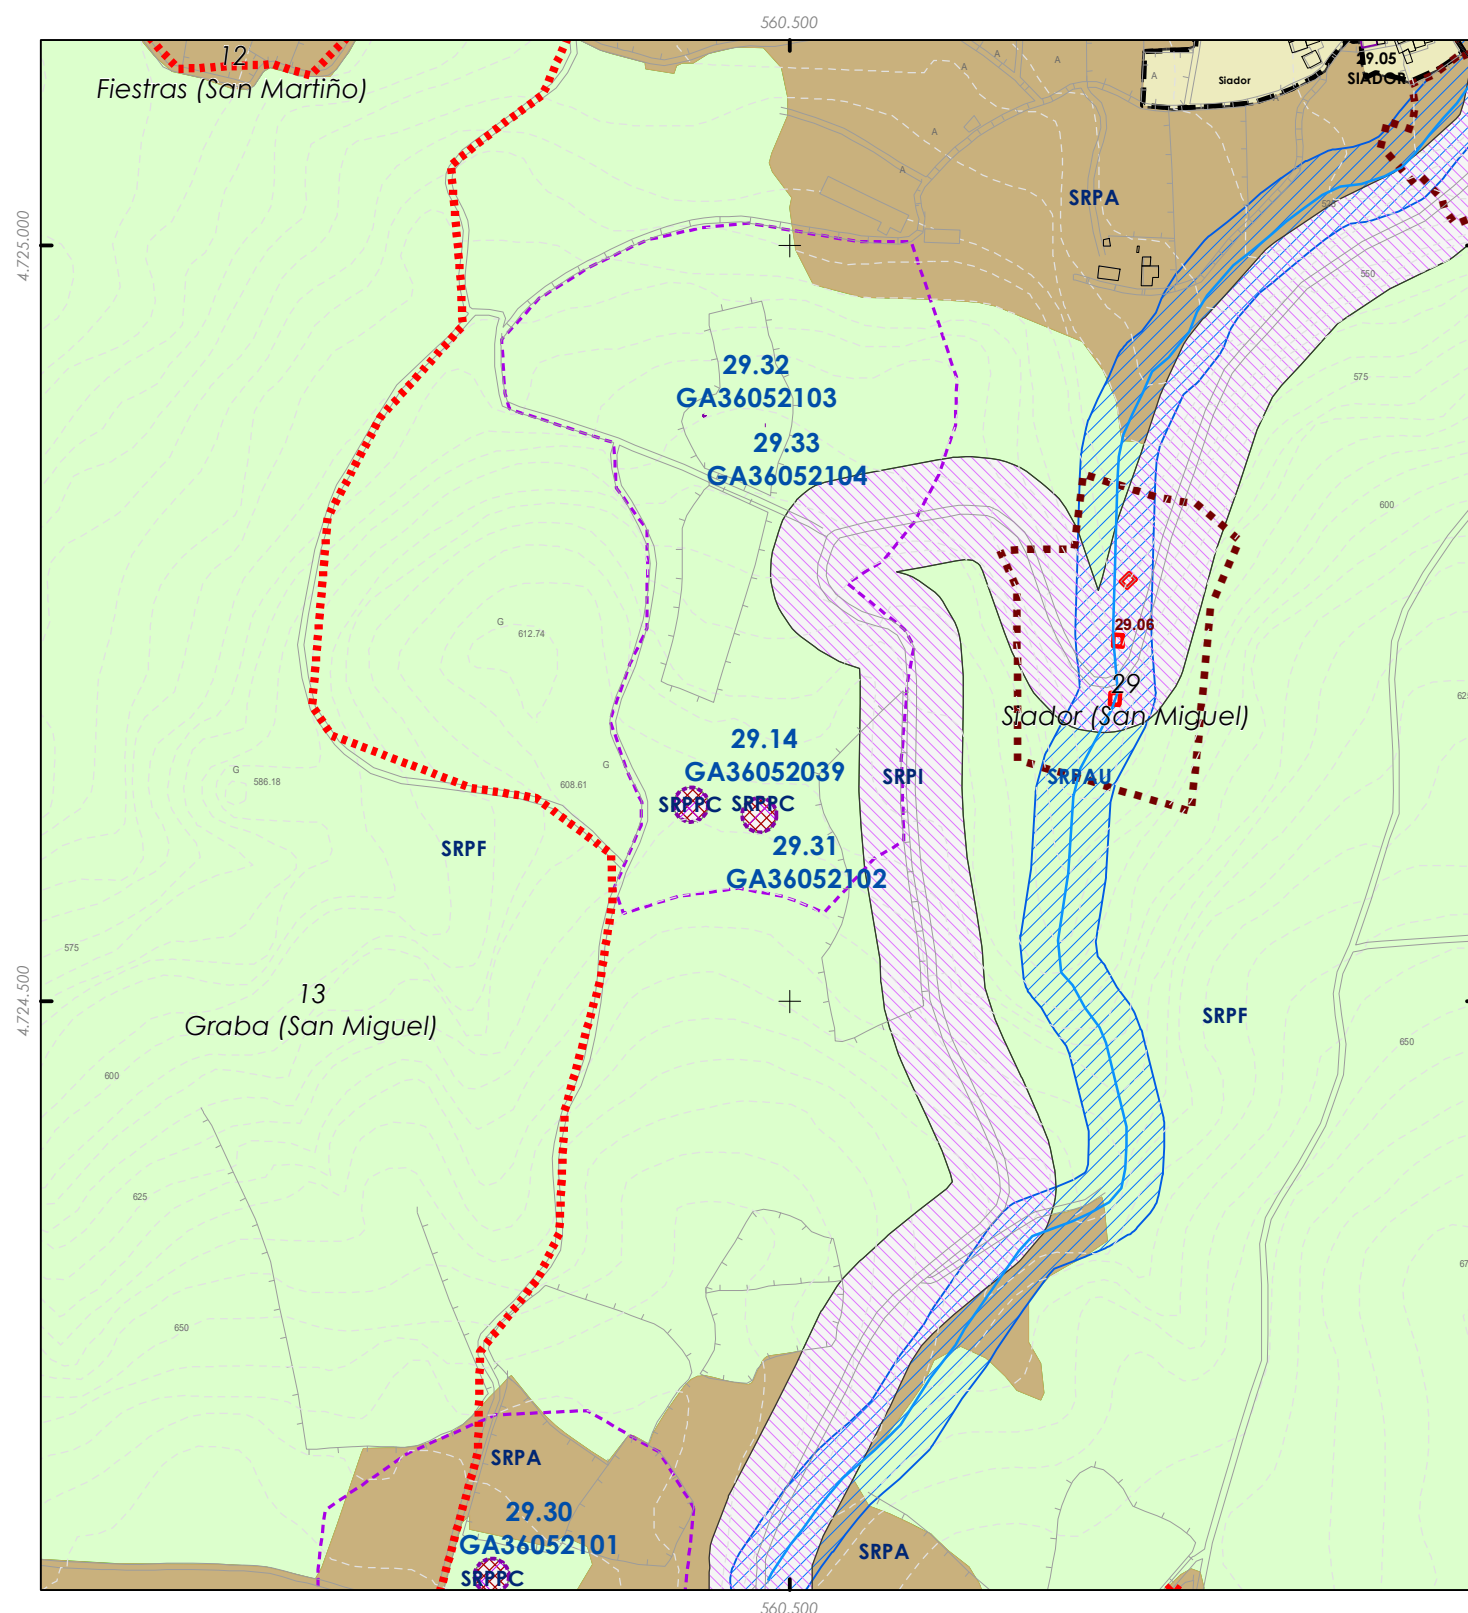 560.500
12
Fiestras (San Martiño)
29.05
SIADOR
Siador
A
A
A
A
A
A
SRPA
525
4.725.000
550
29.32
GA36052103
575
29.33
GA36052104
600
G
612.74
29.06
29
Siador (San Miguel)
29.14
GA36052039
G
G
586.18
608.61
SRPI
SRPAU
SRPPC
SRPPC
29.31
GA36052102
SRPF
575
4.724.500
13
Graba (San Miguel)
SRPF
650
600
625
650
SRPA
29.30
GA36052101
SRPA
SRPPC
560.500